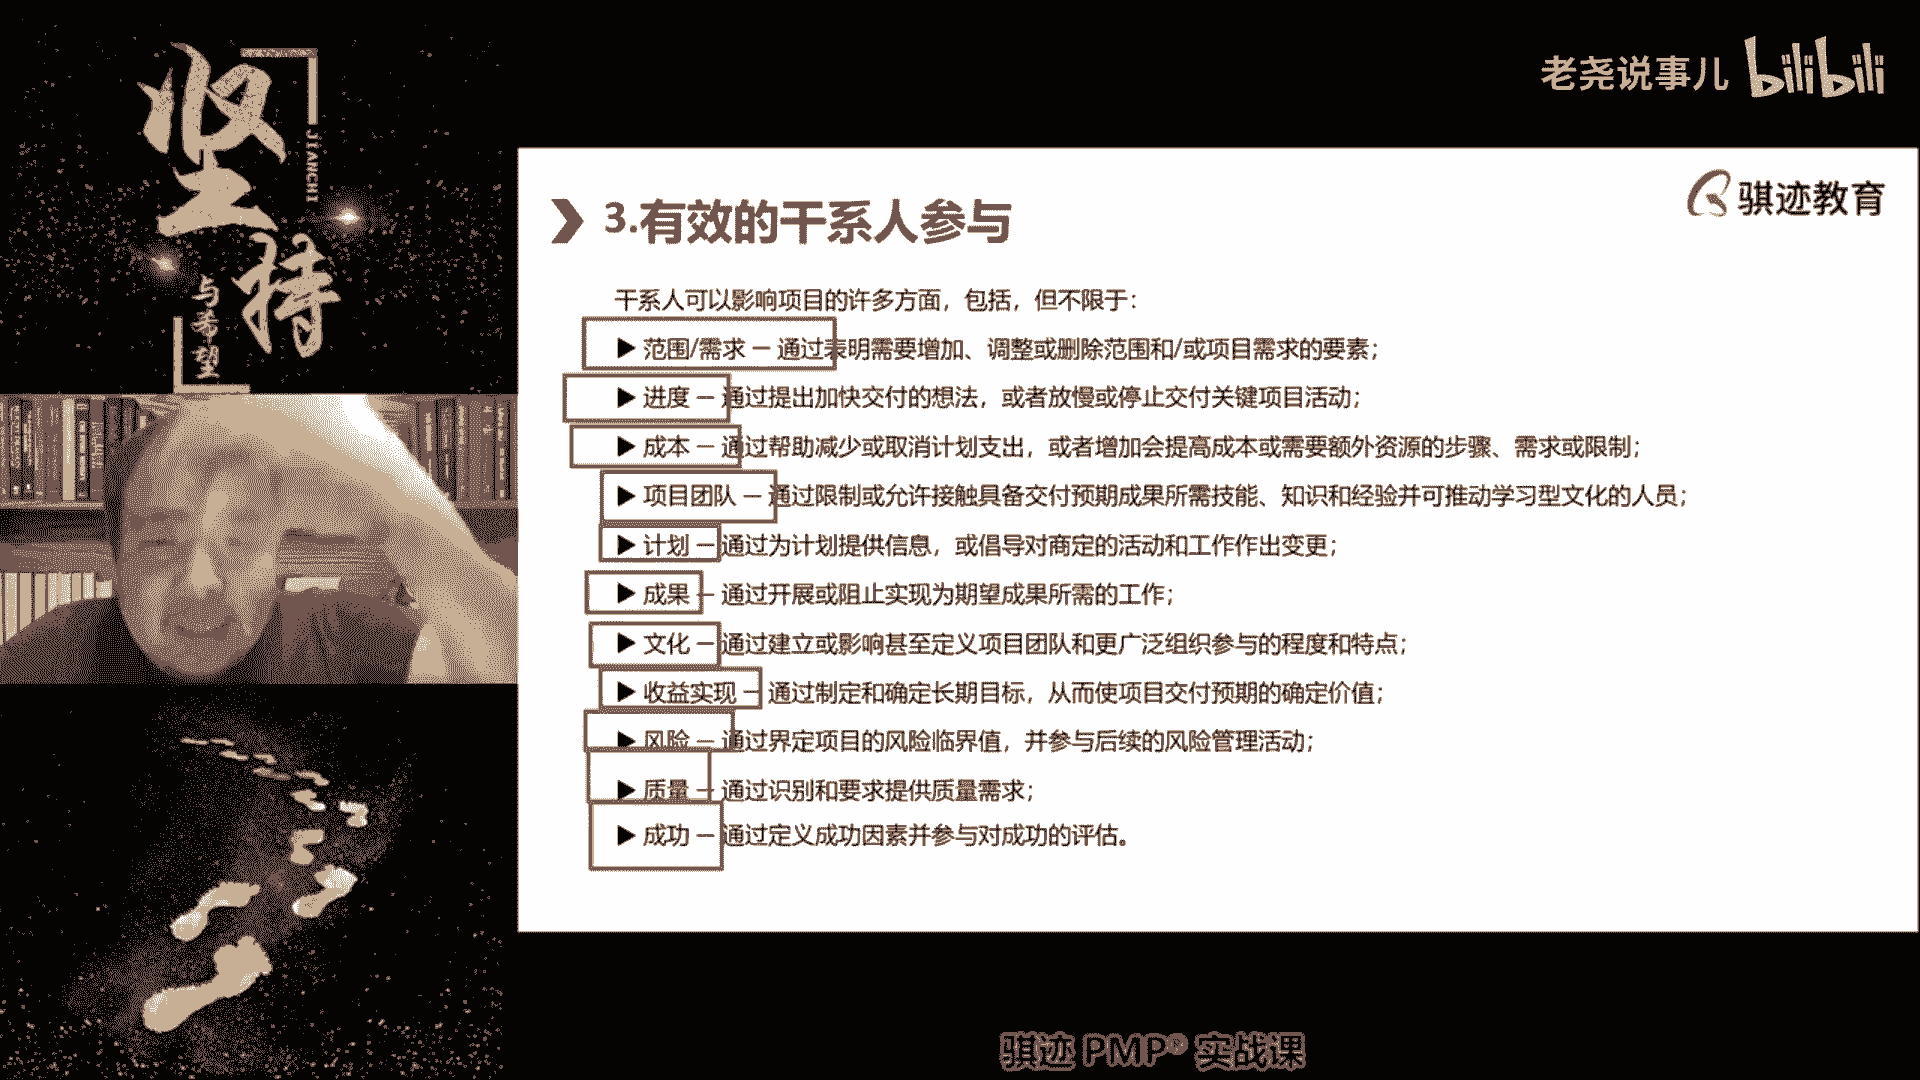 坚持
JIANCHI
与希望
老尧说事儿 bilibili
骐迹教育
3.有效的干系人参与
干系人可以影响项目的许多方面，包括，但不限于：
▶ 范围/需求 — 通过表明需要增加、调整或删除范围和/或项目需求的要素；
▶ 进度 — 通过提出加快交付的想法，或者放慢或停止交付关键项目活动；
▶ 成本 — 通过帮助减少或取消计划支出，或者增加会提高成本或需要额外资源的步骤、需求或限制；
▶ 项目团队 — 通过限制或允许接触具备交付预期成果所需技能、知识和经验并可推动学习型文化的人员；
▶ 计划 — 通过为计划提供信息，或倡导对商定的活动和工作作出变更；
▶ 成果 — 通过开展或阻止实现为期望成果所需的工作；
▶ 文化 — 通过建立或影响甚至定义项目团队和更广泛组织参与的程度和特点；
▶ 收益实现 — 通过制定和确定长期目标，从而使项目交付预期的确定价值；
▶ 风险 — 通过界定项目的风险临界值，并参与后续的风险管理活动；
▶ 质量 — 通过识别和要求提供质量需求；
▶ 成功 — 通过定义成功因素并参与对成功的评估。
骐迹 PMP® 实战课